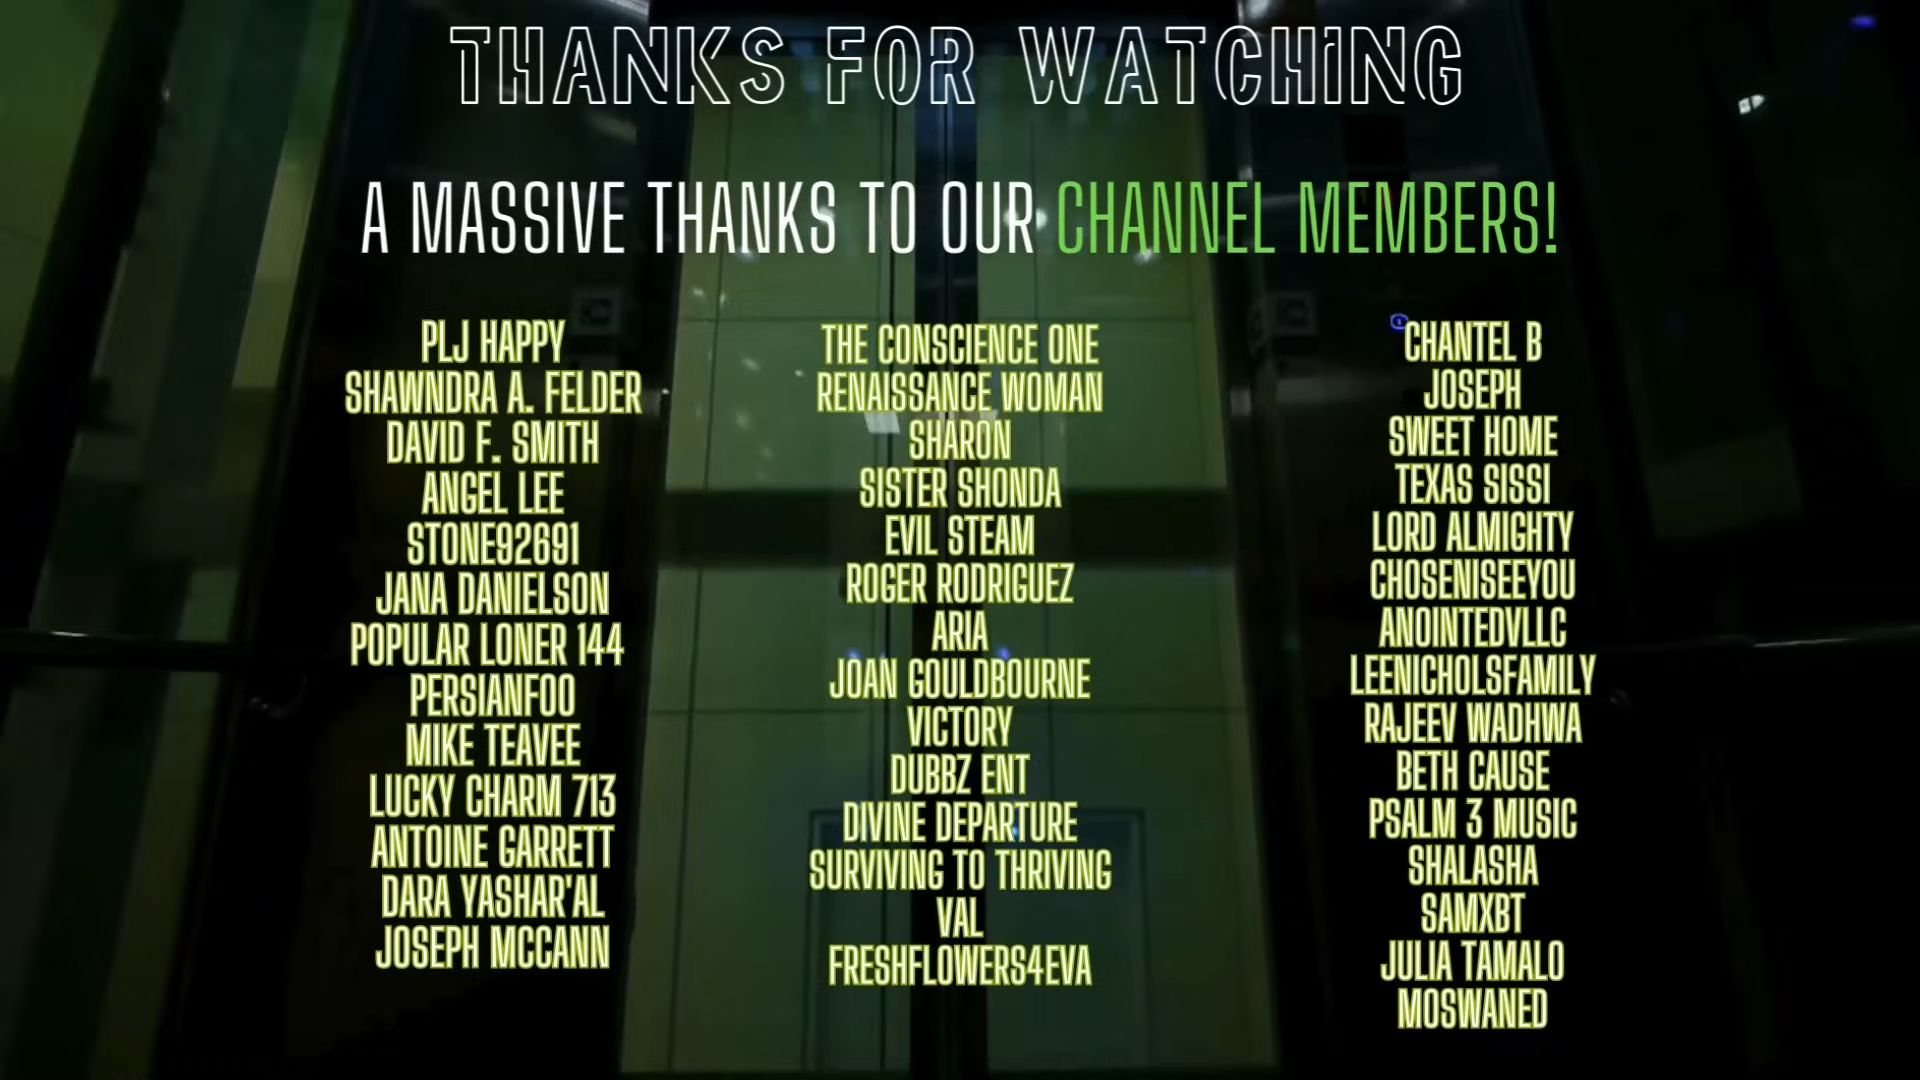 THANKS FOR WATCHING
A MASSIVE THANKS TO OUR CHANNEL MEMBERS!
PLJ HAPPY
SHAWNDRA A. FELDER
DAVID F. SMITH
ANGEL LEE
STONE92691
JANA DANIELSON
POPULAR LONER 144
PERSIANFOO
MIKE TEAVEE
LUCKY CHARM 713
ANTOINE GARRETT
DARA YASHAR'AL
JOSEPH MCCANN
THE CONSCIENCE ONE
RENAISSANCE WOMAN
SHARON
SISTER SHONDA
EVIL STEAM
ROGER RODRIGUEZ
ARIA
JOAN GOULDBOURNE
VICTORY
DUBBZ ENT
DIVINE DEPARTURE
SURVIVING TO THRIVING
VAL
FRESHFLOWERS4EVA
CHANTEL B
JOSEPH
SWEET HOME
TEXAS SISSI
LORD ALMIGHTY
CHOSENISEEYOU
ANOINTEDVLLC
LEENICHOLSFAMILY
RAJEEV WADHWA
BETH CAUSE
PSALM 3 MUSIC
SHALASHA
SAMXBT
JULIA TAMALO
MOSWANED